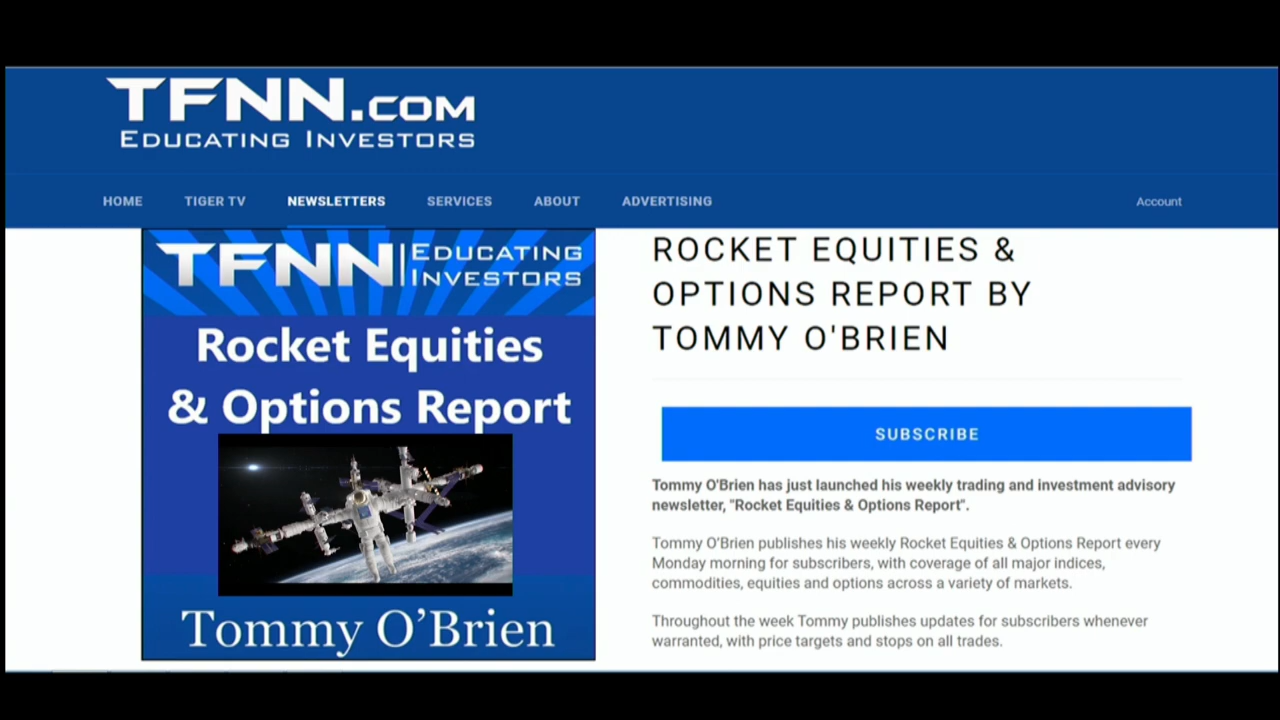 TFNN.COM
EDUCATING INVESTORS
HOME TIGER TV NEWSLETTERS SERVICES ABOUT ADVERTISING Account
TFNN | EDUCATING
INVESTORS
Rocket Equities
& Options Report
Tommy O’Brien
ROCKET EQUITIES &
OPTIONS REPORT BY
TOMMY O'BRIEN
SUBSCRIBE
Tommy O'Brien has just launched his weekly trading and investment advisory
newsletter, "Rocket Equities & Options Report".
Tommy O'Brien publishes his weekly Rocket Equities & Options Report every
Monday morning for subscribers, with coverage of all major indices,
commodities, equities and options across a variety of markets.
Throughout the week Tommy publishes updates for subscribers whenever
warranted, with price targets and stops on all trades.